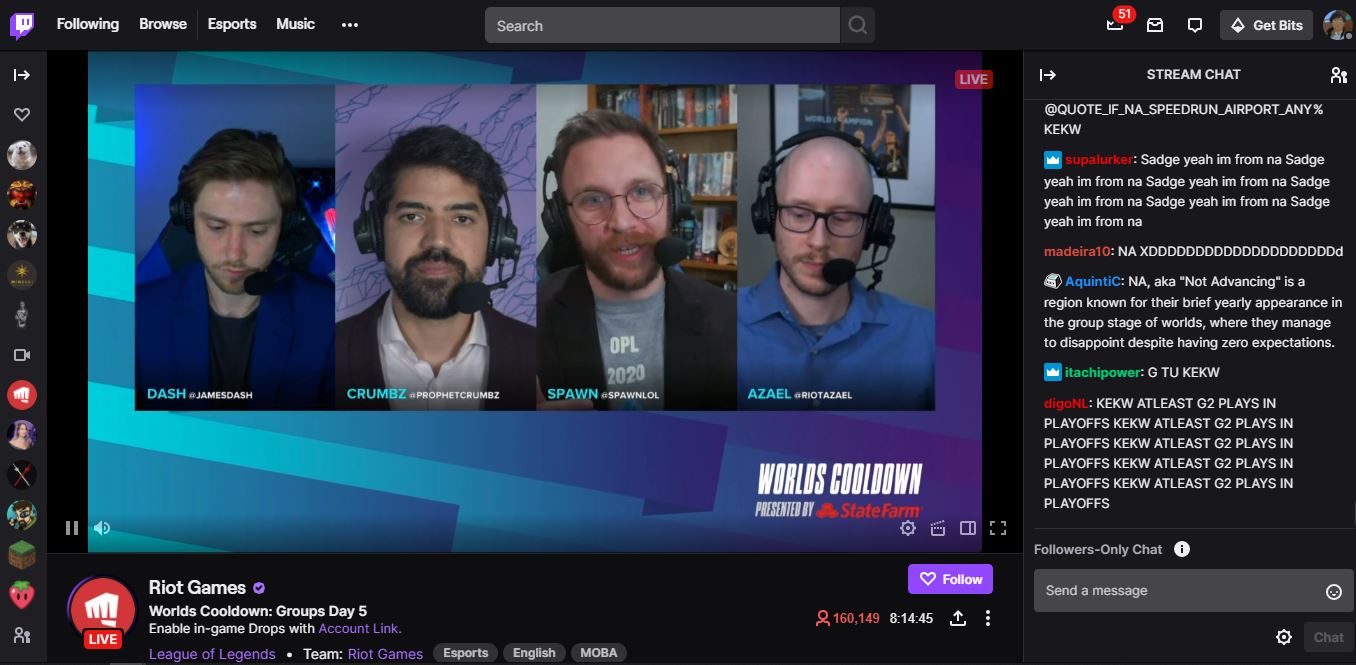 Following Browse Esports Music
Search
51
Get Bits
LIVE
STREAM CHAT
WORLD CHAMPION
OPL
2020
DASH @JAMESDASH
CRUMBZ @PROPHETCRUMBZ
SPAWN @SPAWNLOL
AZAEL @RIOTAZAEL
WORLDS COOLDOWN
PRESENTED BY StateFarm
@QUOTE_IF_NA_SPEEDRUN_AIRPORT_ANY%
KEKW
supalurker: Sadge yeah im from na Sadge
yeah im from na Sadge yeah im from na Sadge
yeah im from na Sadge yeah im from na Sadge
yeah im from na
madeira10: NA XDDDDDDDDDDDDDDDDDDDDd
AquintiC: NA, aka "Not Advancing" is a
region known for their brief yearly appearance in
the group stage of worlds, where they manage
to disappoint despite having zero expectations.
itachipower: G TU KEKW
digoNL: KEKW ATLEAST G2 PLAYS IN
PLAYOFFS KEKW ATLEAST G2 PLAYS IN
PLAYOFFS KEKW ATLEAST G2 PLAYS IN
PLAYOFFS KEKW ATLEAST G2 PLAYS IN
PLAYOFFS KEKW ATLEAST G2 PLAYS IN
PLAYOFFS
Followers-Only Chat
Send a message
Chat
Riot Games
Follow
Worlds Cooldown: Groups Day 5
Enable in-game Drops with Account Link.
160,149 8:14:45
LIVE
League of Legends • Team: Riot Games Esports English MOBA